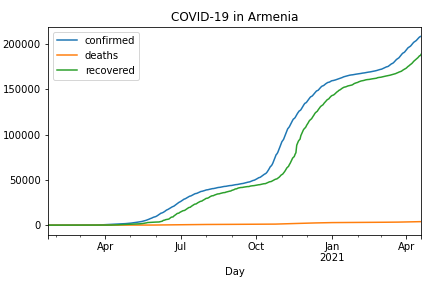 COVID-19 in Armenia
confirmed
deaths
recovered
200000
150000
100000
50000
0
Apr Jul Oct Jan Apr
2021
Day